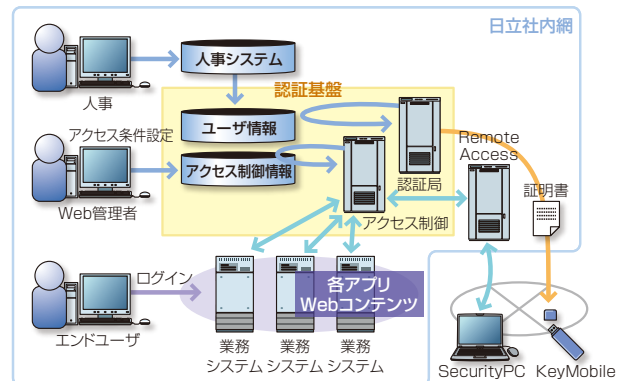 日立社内網
人事システム
認証基盤
人事
アクセス条件設定
ユーザ情報
アクセス制御情報
Web管理者
認証局
アクセス制御
Remote
Access
証明書
ログイン
各アプリ
Webコンテンツ
エンドユーザ
業務
システム
業務
システム
業務
システム
SecurityPC
KeyMobile